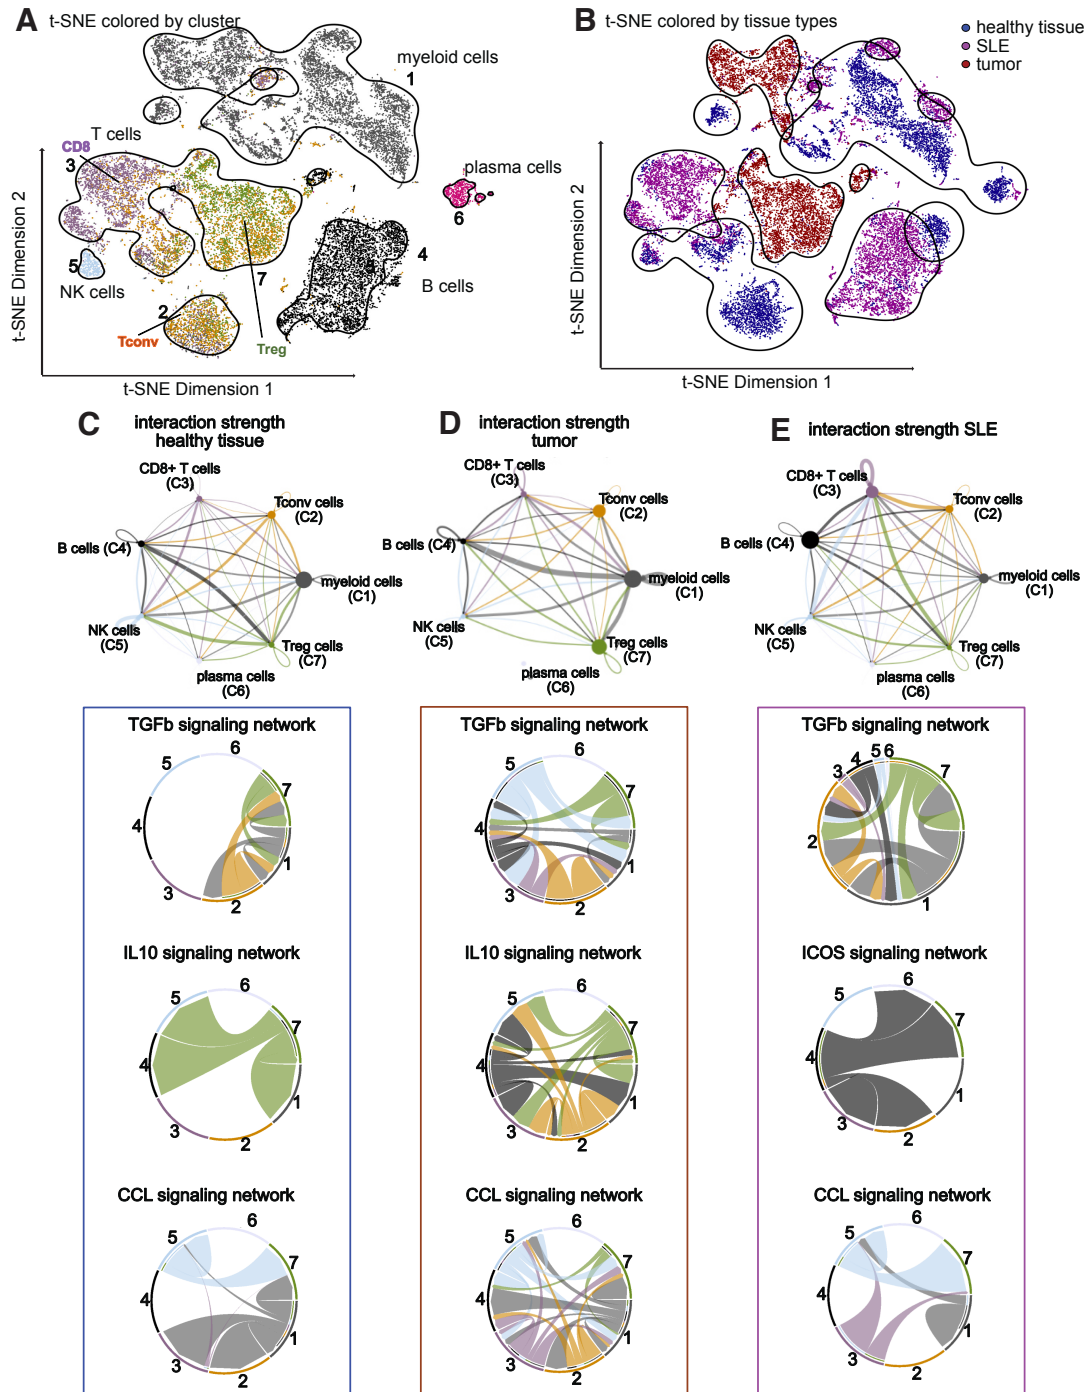 A
t-SNE colored by cluster
myeloid cells
1
T cells
CD8
3
plasma cells
6
5
NK cells
4
B cells
7
2
Tconv
Treg
t-SNE Dimension 2
t-SNE Dimension 1
B
t-SNE colored by tissue types
healthy tissue
SLE
tumor
t-SNE Dimension 2
t-SNE Dimension 1
C
interaction strength
healthy tissue
CD8+ T cells
(C3)
Tconv cells
(C2)
B cells (C4)
myeloid cells
(C1)
NK cells
(C5)
Treg cells
(C7)
plasma cells
(C6)
D
interaction strength
tumor
CD8+ T cells
(C3)
Tconv cells
(C2)
B cells (C4)
myeloid cells
(C1)
NK cells
(C5)
Treg cells
(C7)
plasma cells
(C6)
E
interaction strength SLE
CD8+ T cells
(C3)
Tconv cells
(C2)
B cells (C4)
myeloid cells
(C1)
NK cells
(C5)
Treg cells
(C7)
plasma cells
(C6)
TGFb signaling network
6
5
7
4
1
3
2
IL10 signaling network
6
5
7
4
1
3
2
CCL signaling network
6
5
7
4
1
3
2
TGFb signaling network
6
5
7
4
1
3
2
IL10 signaling network
6
5
7
4
1
3
2
CCL signaling network
6
5
7
4
1
3
2
TGFb signaling network
5 6
4
3
7
2
1
ICOS signaling network
6
5
7
4
1
3
2
CCL signaling network
6
5
7
4
1
3
2